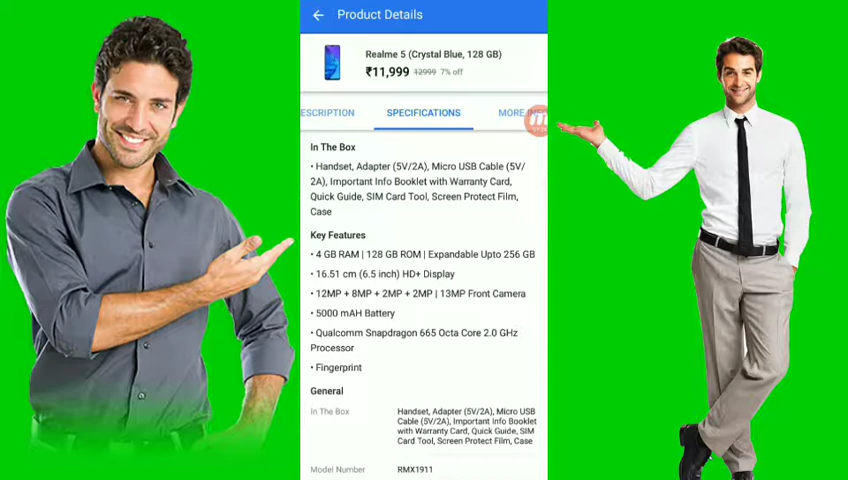 Product Details
Realme 5 (Crystal Blue, 128 GB)
₹11,999 12999 7% off
ESCRIPTION SPECIFICATIONS MORE INFO
In The Box
• Handset, Adapter (5V/2A), Micro USB Cable (5V/
2A), Important Info Booklet with Warranty Card,
Quick Guide, SIM Card Tool, Screen Protect Film,
Case
Key Features
• 4 GB RAM | 128 GB ROM | Expandable Upto 256 GB
• 16.51 cm (6.5 inch) HD+ Display
• 12MP + 8MP + 2MP + 2MP | 13MP Front Camera
• 5000 mAH Battery
• Qualcomm Snapdragon 665 Octa Core 2.0 GHz
Processor
• Fingerprint
General
In The Box
Handset, Adapter (5V/2A), Micro USB
Cable (5V/2A), Important Info Booklet
with Warranty Card, Quick Guide, SIM
Card Tool, Screen Protect Film, Case
Model Number RMX1911